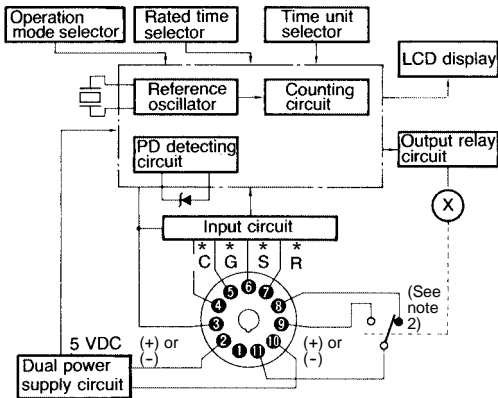 Operation
mode selector
Rated time
selector
Time unit
selector
LCD display
Reference
oscillator
Counting
circuit
PD detecting
circuit
Output relay
circuit
X
Input circuit
* * * *
C G S R
4 5 6 7 8
3 9
2 10
1 11
(See
note
2)
5 VDC
(+) or
(−)
(+) or
(−)
Dual power
supply circuit